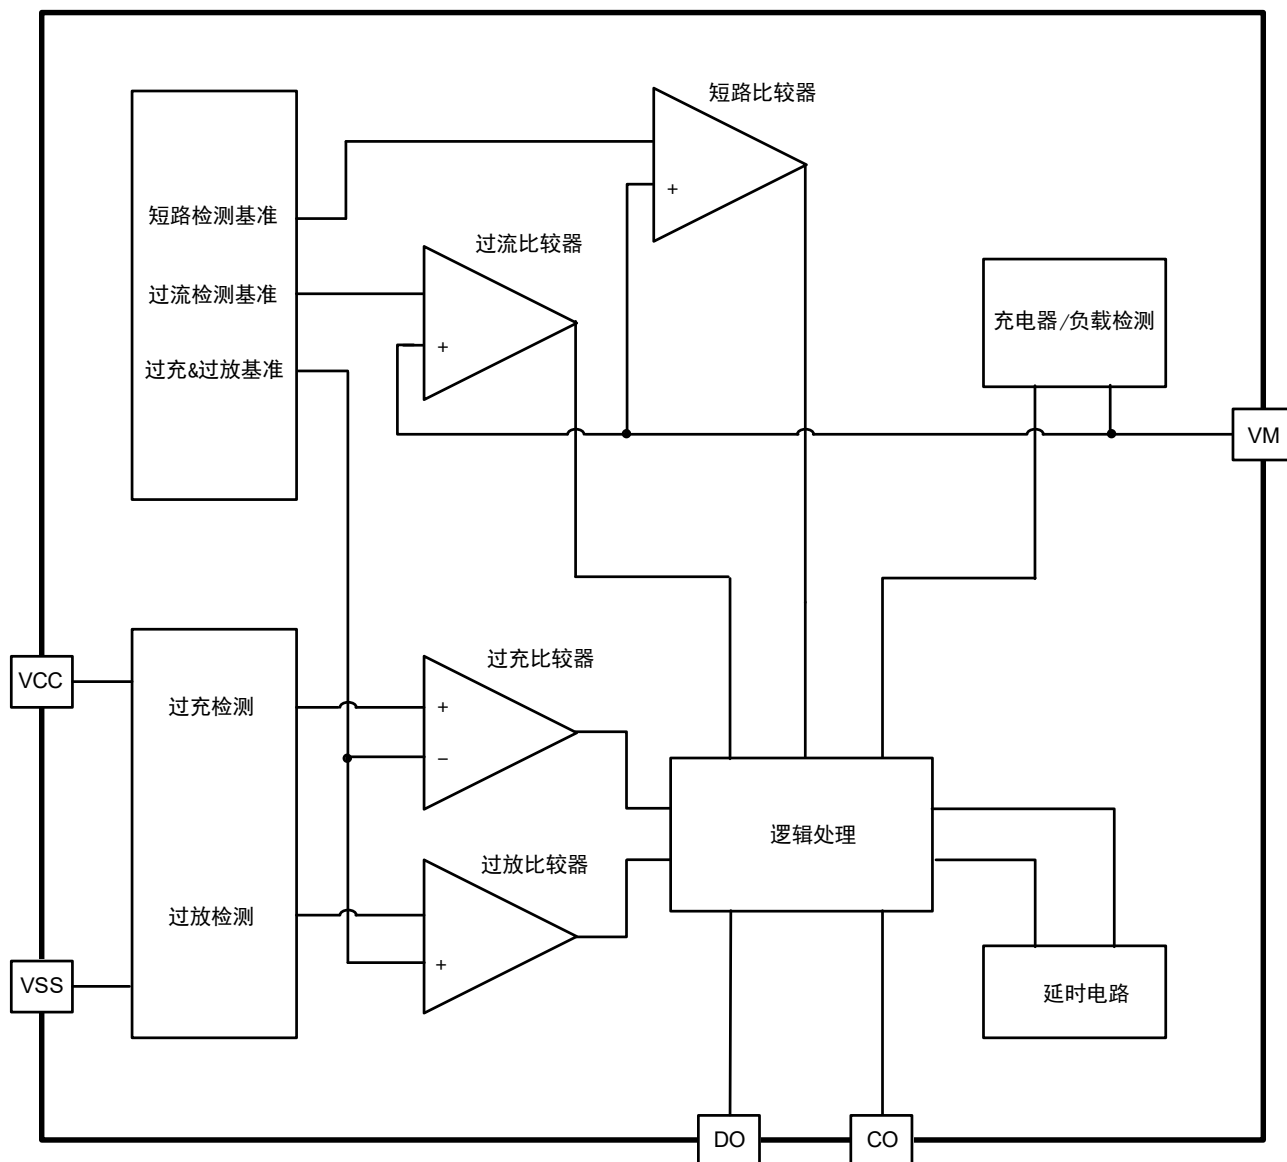 短路比较器
+
短路检测基准
过流比较器
过流检测基准
充电器/负载检测
+
过充&过放基准
VM
过充比较器
VCC
过充检测
+
−
逻辑处理
过放比较器
过放检测
+
VSS
延时电路
DO
CO